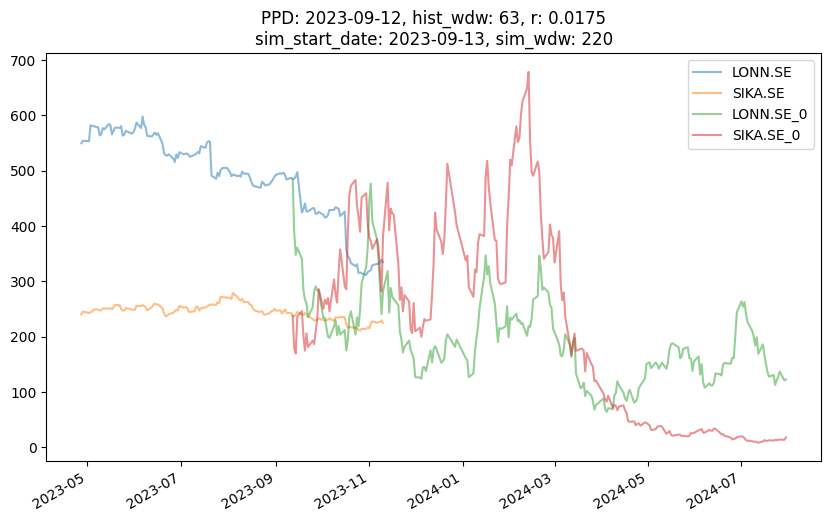 PPD: 2023-09-12, hist_wdw: 63, r: 0.0175
sim_start_date: 2023-09-13, sim_wdw: 220
700
600
500
400
300
200
100
0
LONN.SE
SIKA.SE
LONN.SE_0
SIKA.SE_0
2023-05
2023-07
2023-09
2023-11
2024-01
2024-03
2024-05
2024-07